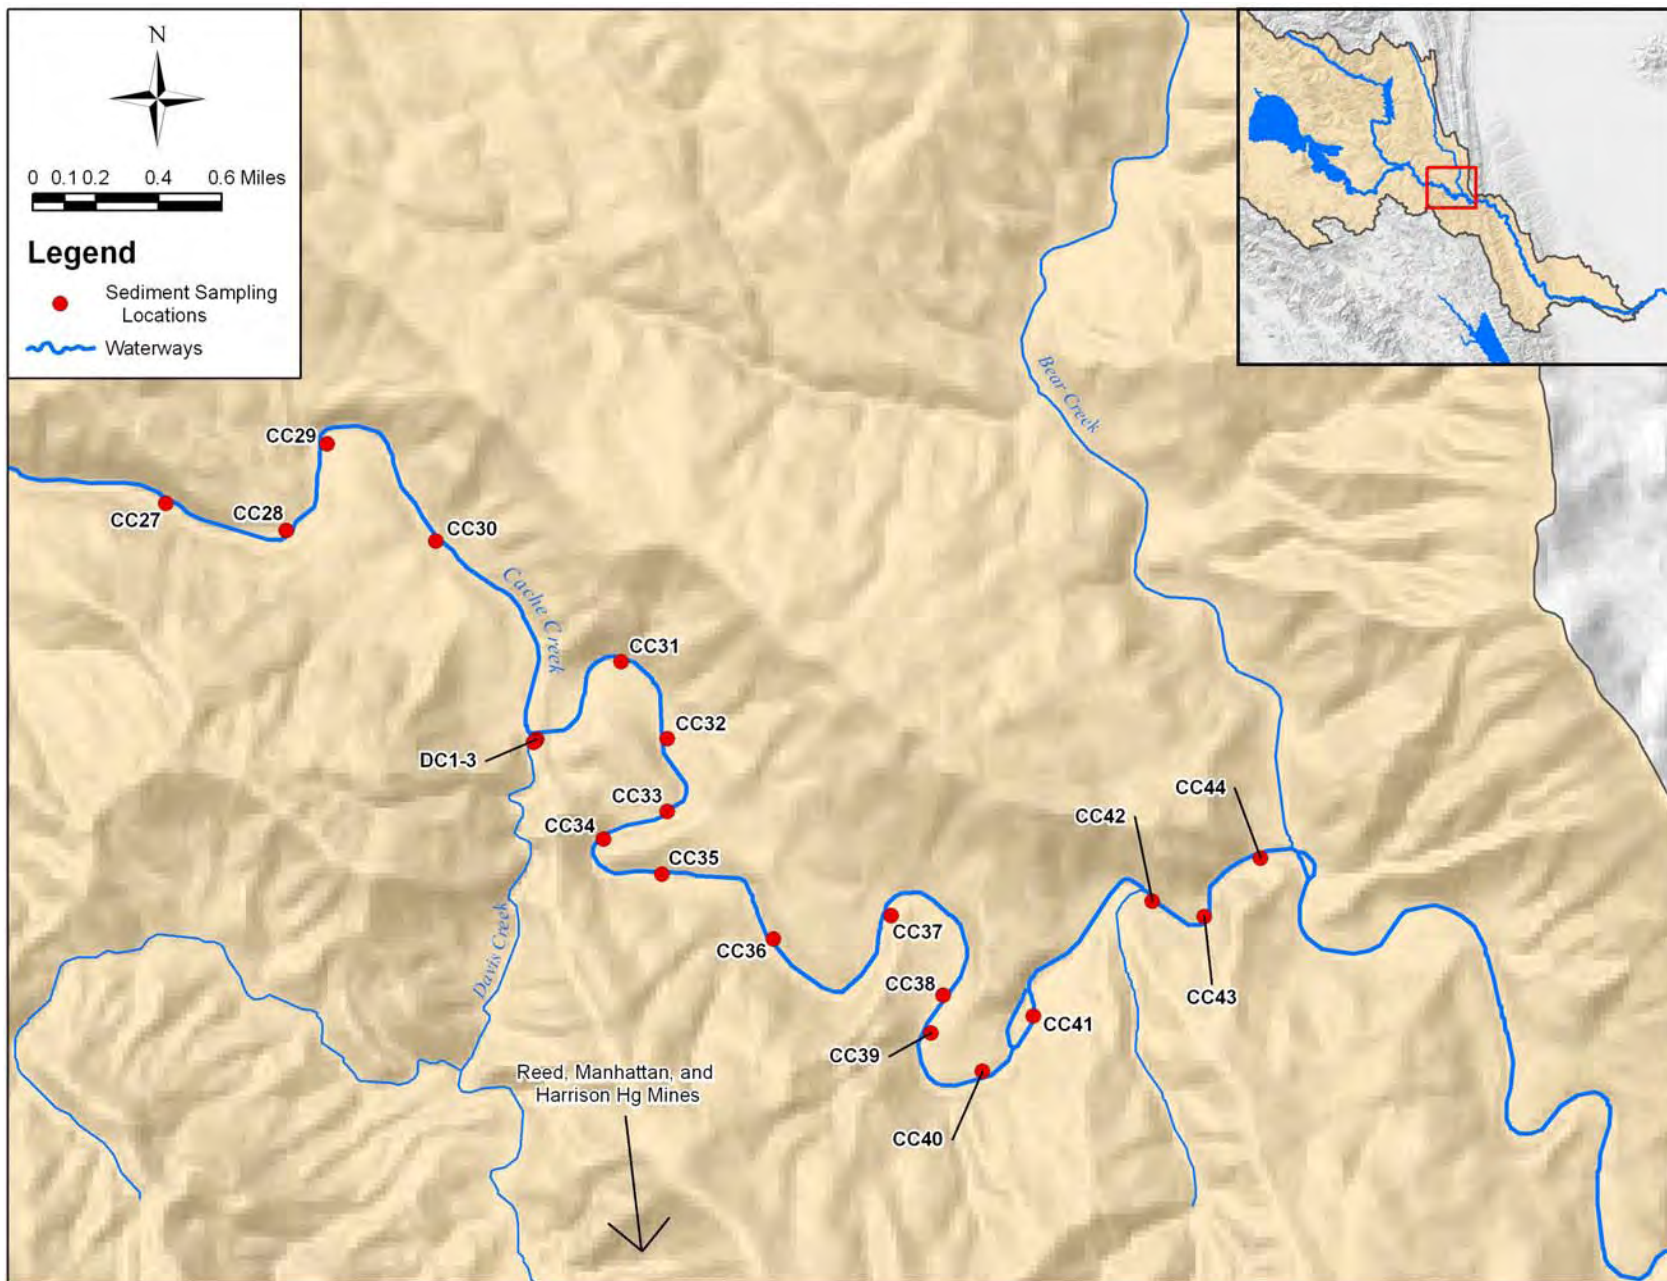 N
0 0.1 0.2 0.4 0.6 Miles
Legend
Sediment Sampling
Locations
Waterways
CC29
CC27
CC28
CC30
Cache Creek
Bear Creek
CC31
CC32
DC1-3
CC33
CC34
CC35
CC44
CC42
CC37
CC36
CC38
CC43
CC41
CC39
Davis Creek
Reed, Manhattan, and
Harrison Hg Mines
CC40